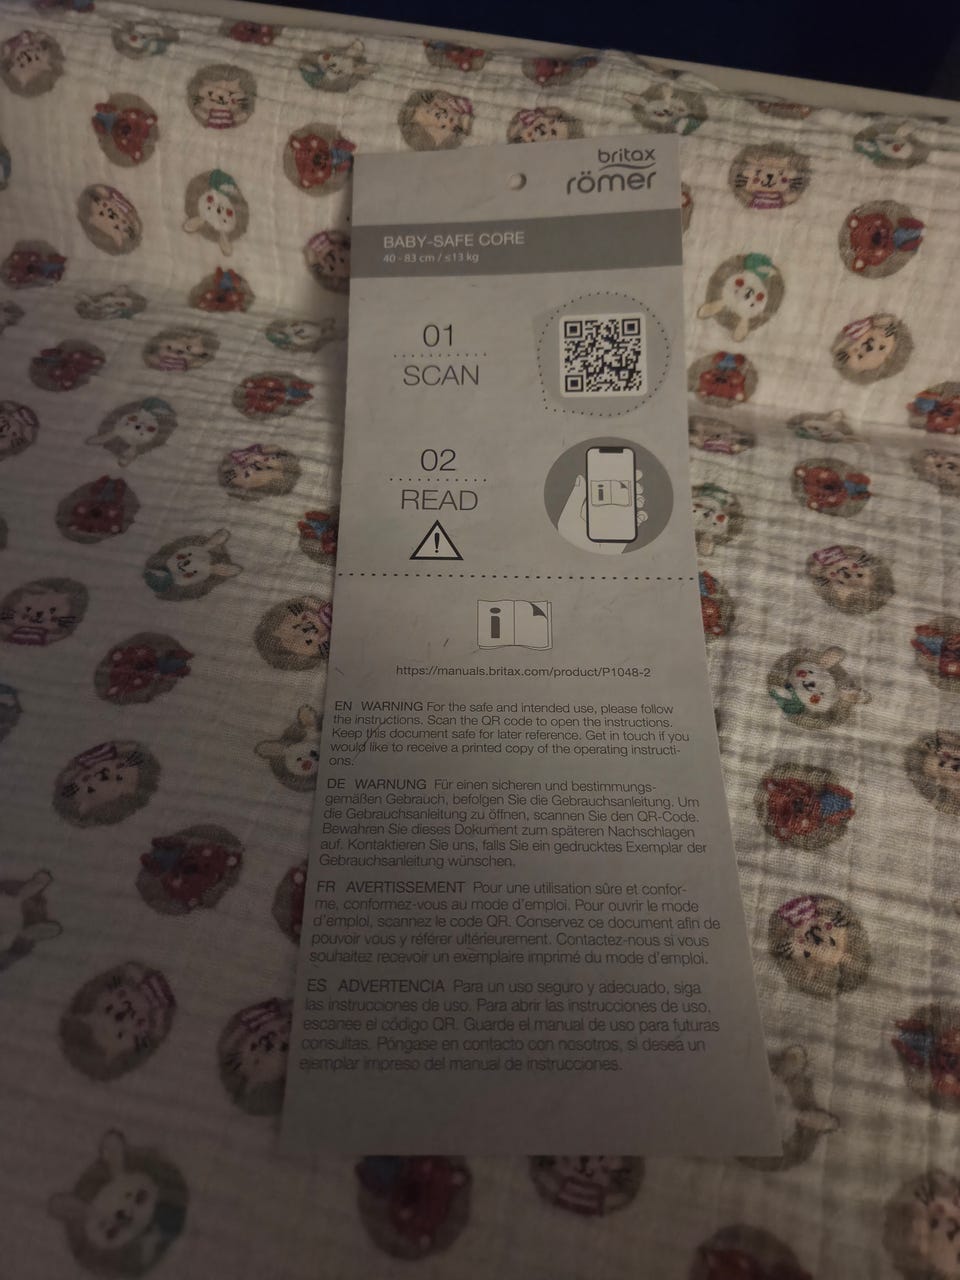 britax
römer
BABY-SAFE CORE
40 - 83 cm / ≤13 kg
01
SCAN
02
READ
i
i
https://manuals.britax.com/product/P1048-2
EN WARNING For the safe and intended use, please follow
the instructions. Scan the QR code to open the instructions.
Keep this document safe for later reference. Get in touch if you
would like to receive a printed copy of the operating instructi-
ons.
DE WARNUNG Für einen sicheren und bestimmungs-
gemäßen Gebrauch, befolgen Sie die Gebrauchsanleitung. Um
die Gebrauchsanleitung zu öffnen, scannen Sie den QR-Code.
Bewahren Sie dieses Dokument zum späteren Nachschlagen
auf. Kontaktieren Sie uns, falls Sie ein gedrucktes Exemplar der
Gebrauchsanleitung wünschen.
FR AVERTISSEMENT Pour une utilisation sûre et confor-
me, conformez-vous au mode d'emploi. Pour ouvrir le mode
d'emploi, scannez le code QR. Conservez ce document afin de
pouvoir vous y référer ultérieurement. Contactez-nous si vous
souhaitez recevoir un exemplaire imprimé du mode d'emploi.
ES ADVERTENCIA Para un uso seguro y adecuado, siga
las instrucciones de uso. Para abrir las instrucciones de uso,
escanee el código QR. Guarde el manual de uso para futuras
consultas. Póngase en contacto con nosotros, si desea un
ejemplar impreso del manual de instrucciones.